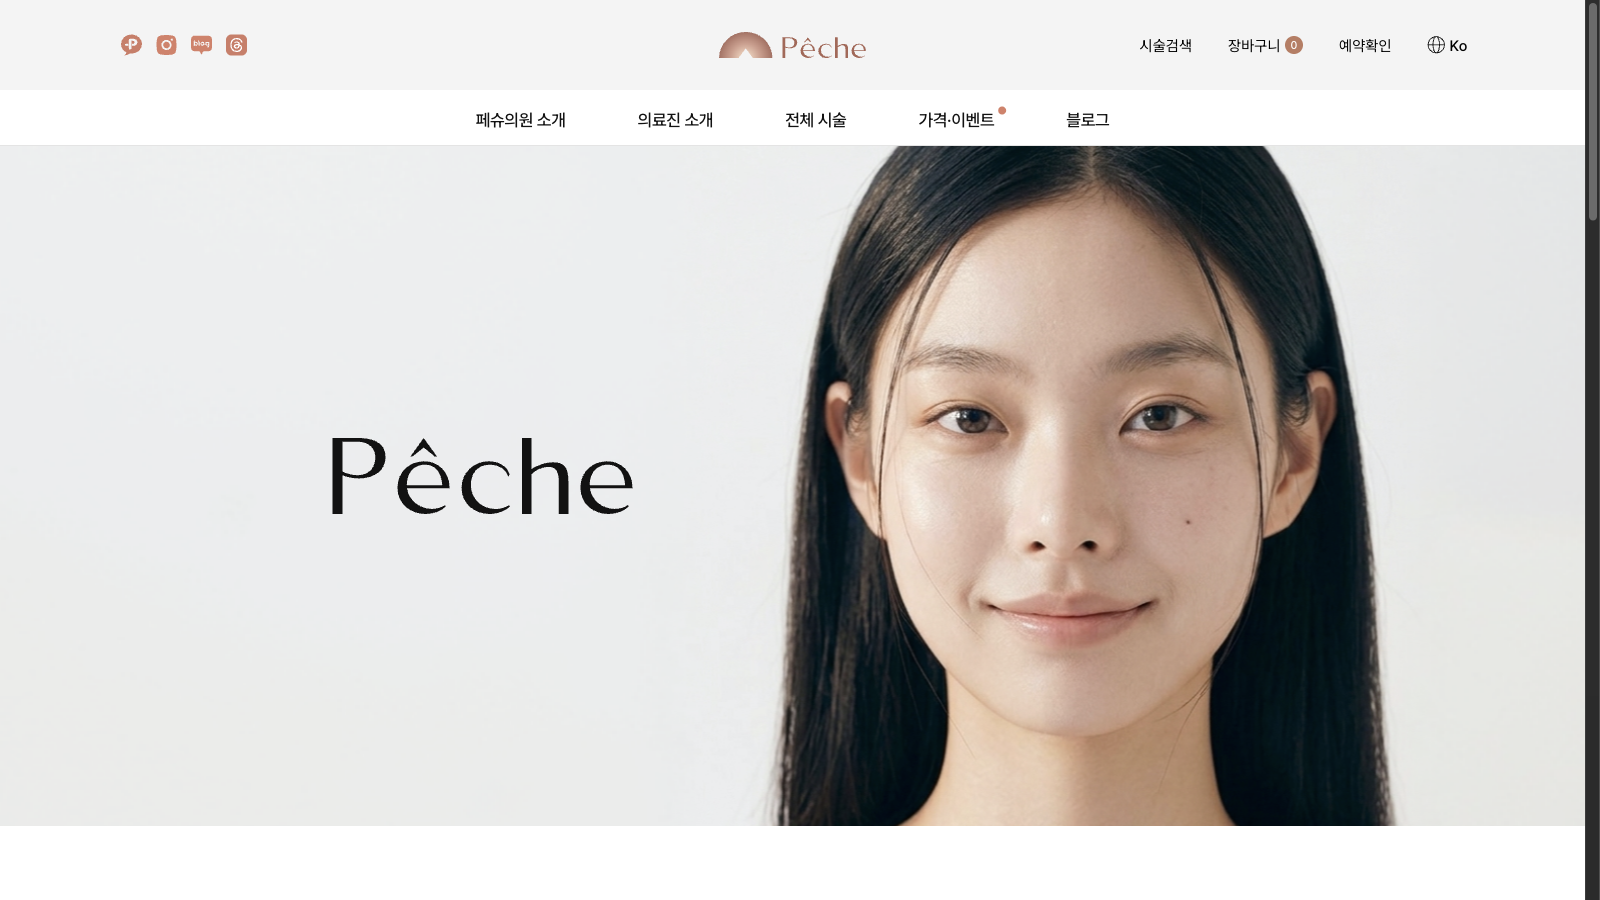 blog
Pêche
시술검색
장바구니 0
예약확인
Ko
페슈의원 소개
의료진 소개
전체 시술
가격·이벤트
블로그
Pêche